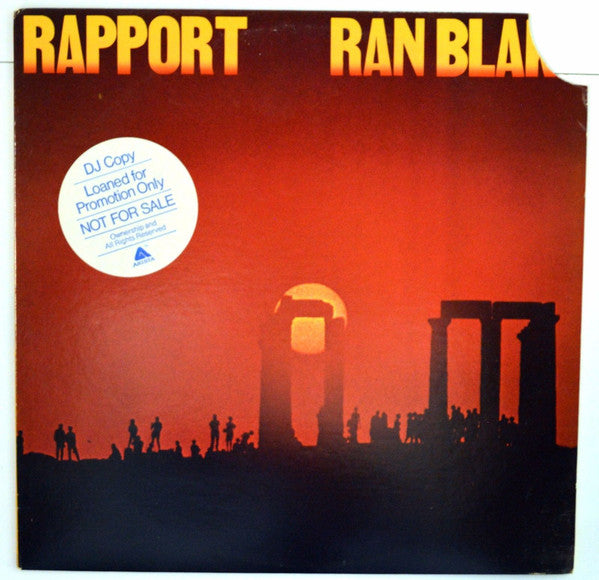 RAPPORT RAN BLAK
DJ Copy
Loaned for
Promotion Only
NOT FOR SALE
Ownership and
All Rights Reserved
ARISTA